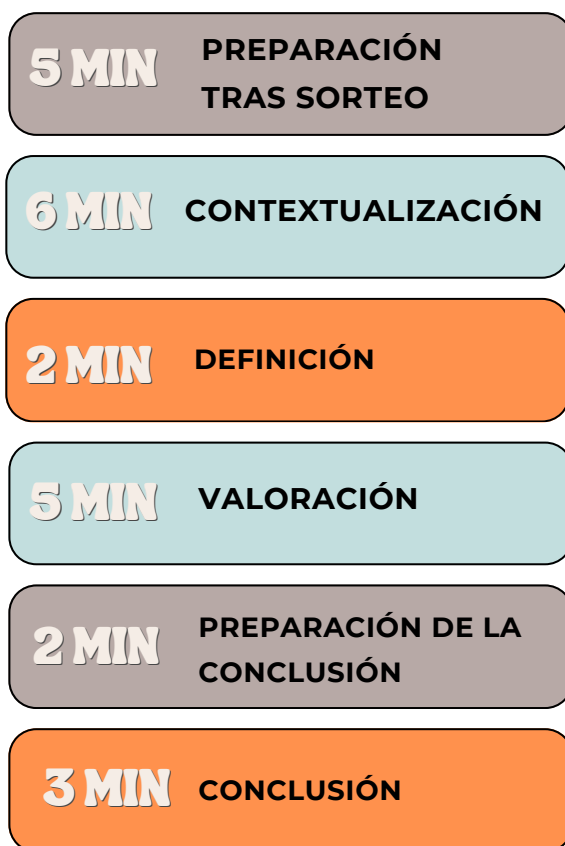 5 MIN
PREPARACIÓN
TRAS SORTEO
6 MIN
CONTEXTUALIZACIÓN
2 MIN
DEFINICIÓN
5 MIN
VALORACIÓN
2 MIN
PREPARACIÓN DE LA
CONCLUSIÓN
3 MIN
CONCLUSIÓN